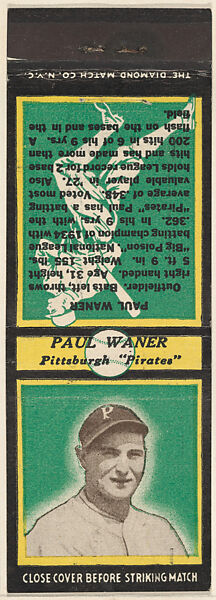 THE DIAMOND MATCH CO. N.Y.C.
PAUL WANER
Outfielder. Bats left, throws
right handed. Age 31, height
5 ft. 9 in. Weight 155 lbs.
"Big Poison." National League
Batting champion of 1934 with
.362. In his 9 yrs. with the
"Pirates", Paul has a batting
average of .348. Voted most
valuable player in '27. Also
holds League record for 2 base
hits and has made more than
200 hits in 6 of his 9 yrs. A
flash on the bases and in the
field.
PAUL WANER
Pittsburgh "Pirates"
P
CLOSE COVER BEFORE STRIKING MATCH